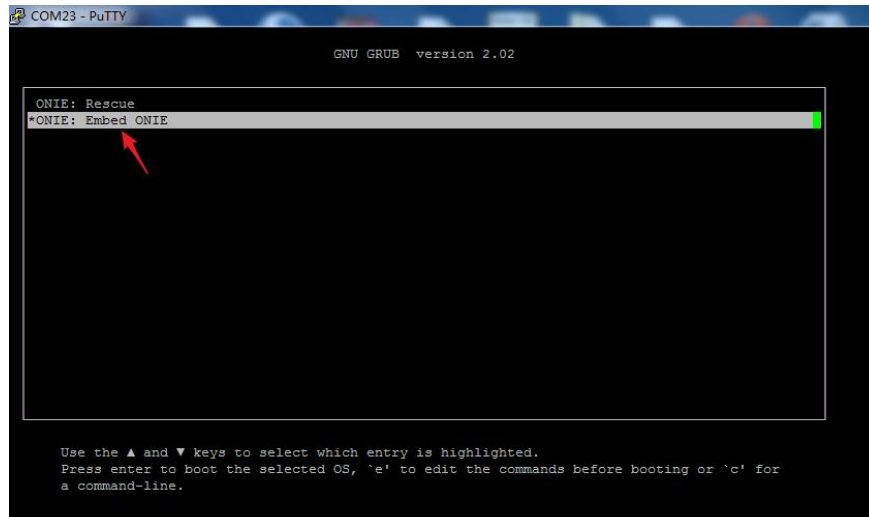 COM23 - PuTTY
GNU GRUB version 2.02
ONIE: Rescue
*ONIE: Embed ONIE
Use the ▲ and ▼ keys to select which entry is highlighted.
Press enter to boot the selected OS, `e' to edit the commands before booting or `c' for
a command-line.